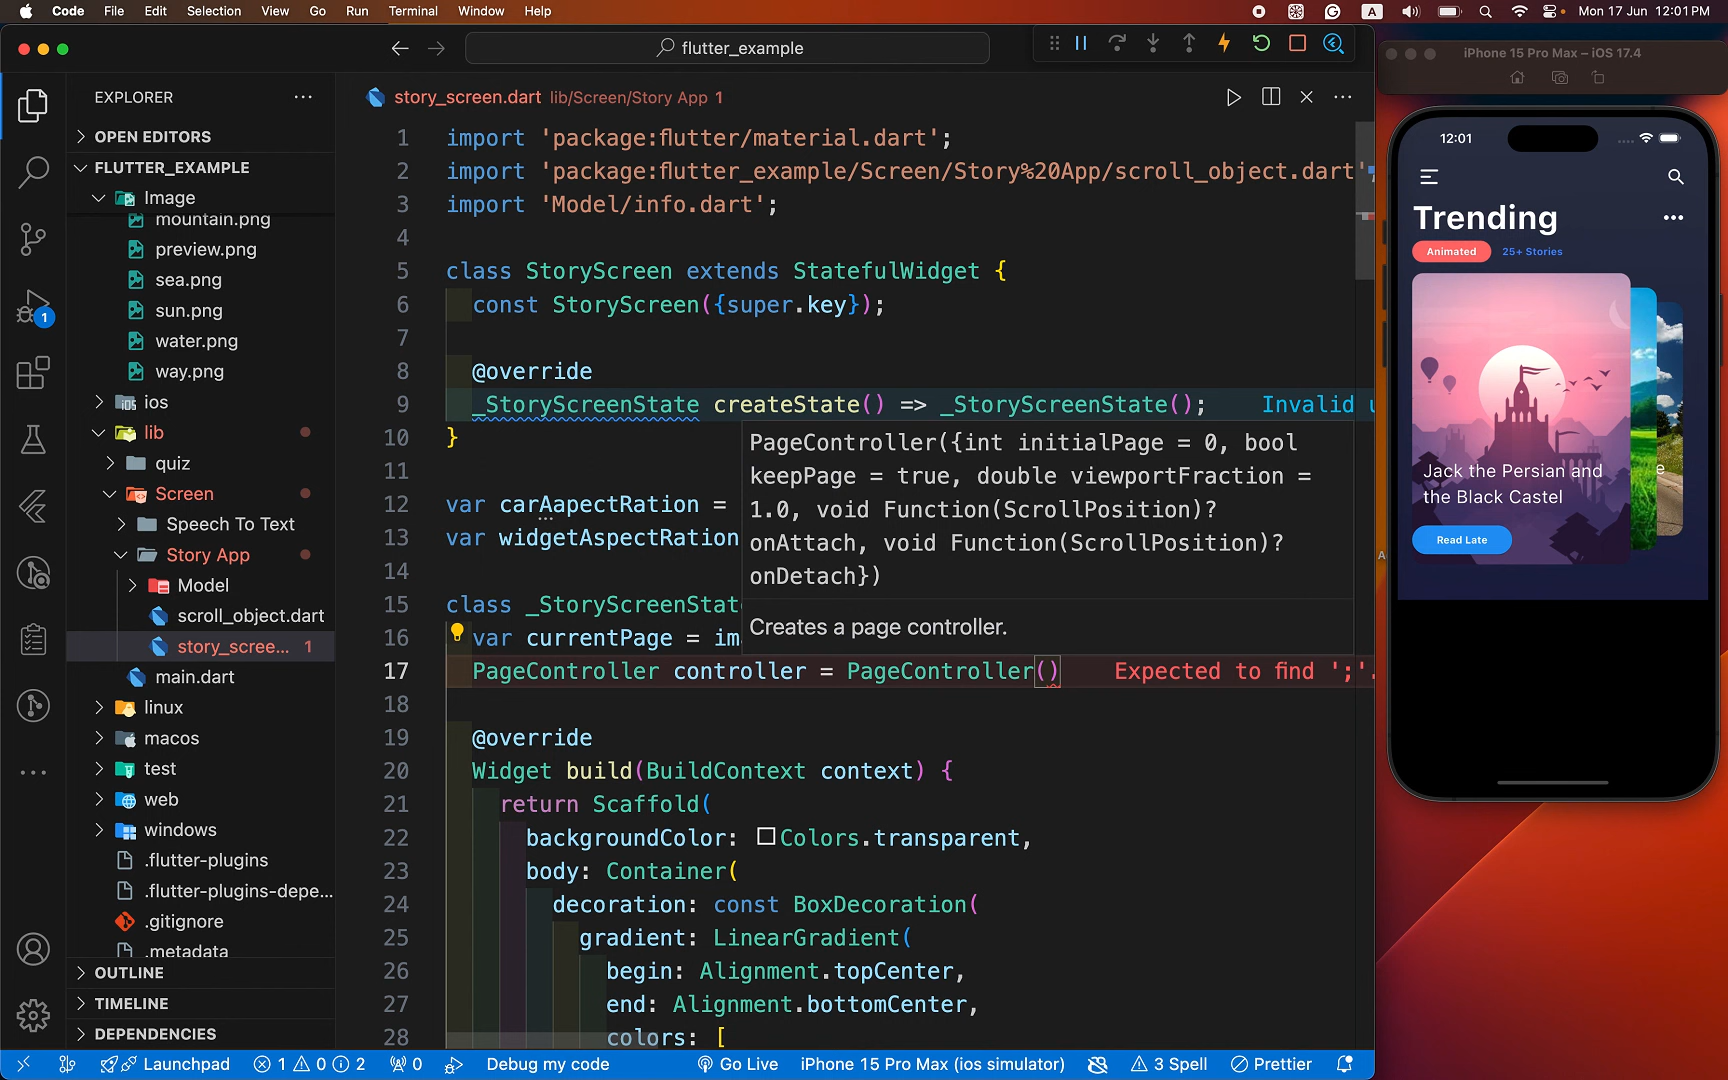 Code File Edit Selection View Go Run Terminal Window Help
A Mon 17 Jun 12:01 PM
flutter_example
iPhone 15 Pro Max – iOS 17.4
EXPLORER
OPEN EDITORS
FLUTTER_EXAMPLE
Image
mountain.png
preview.png
sea.png
sun.png
water.png
way.png
ios
lib
quiz
Screen
Speech To Text
Story App
Model
scroll_object.dart
story_scree... 1
main.dart
linux
macos
test
web
windows
.flutter-plugins
.flutter-plugins-depe...
.gitignore
.metadata
OUTLINE
TIMELINE
DEPENDENCIES
1
story_screen.dart lib/Screen/Story App 1
1 import 'package:flutter/material.dart';
2 import 'package:flutter_example/Screen/Story%20App/scroll_object.dart';
3 import 'Model/info.dart';
4
5 class StoryScreen extends StatefulWidget {
6 const StoryScreen({super.key});
7
8 @override
9 _StoryScreenState createState() => _StoryScreenState(); Invalid u
10 }
11
12 var carAapectRation =
13 var widgetAspectRation
14
15 class _StoryScreenStat
16 var currentPage = im
17 PageController controller = PageController() Expected to find ';'.
18
19 @override
20 Widget build(BuildContext context) {
21 return Scaffold(
22 backgroundColor: Colors.transparent,
23 body: Container(
24 decoration: const BoxDecoration(
25 gradient: LinearGradient(
26 begin: Alignment.topCenter,
27 end: Alignment.bottomCenter,
28 colors: [
PageController({int initialPage = 0, bool
keepPage = true, double viewportFraction =
1.0, void Function(ScrollPosition)?
onAttach, void Function(ScrollPosition)?
onDetach})
Creates a page controller.
12:01
Trending
Animated 25+ Stories
Jack the Persian and
the Black Castel
e
Read Late
A
Launchpad 1 0 2 0 Debug my code Go Live iPhone 15 Pro Max (ios simulator) 3 Spell Prettier